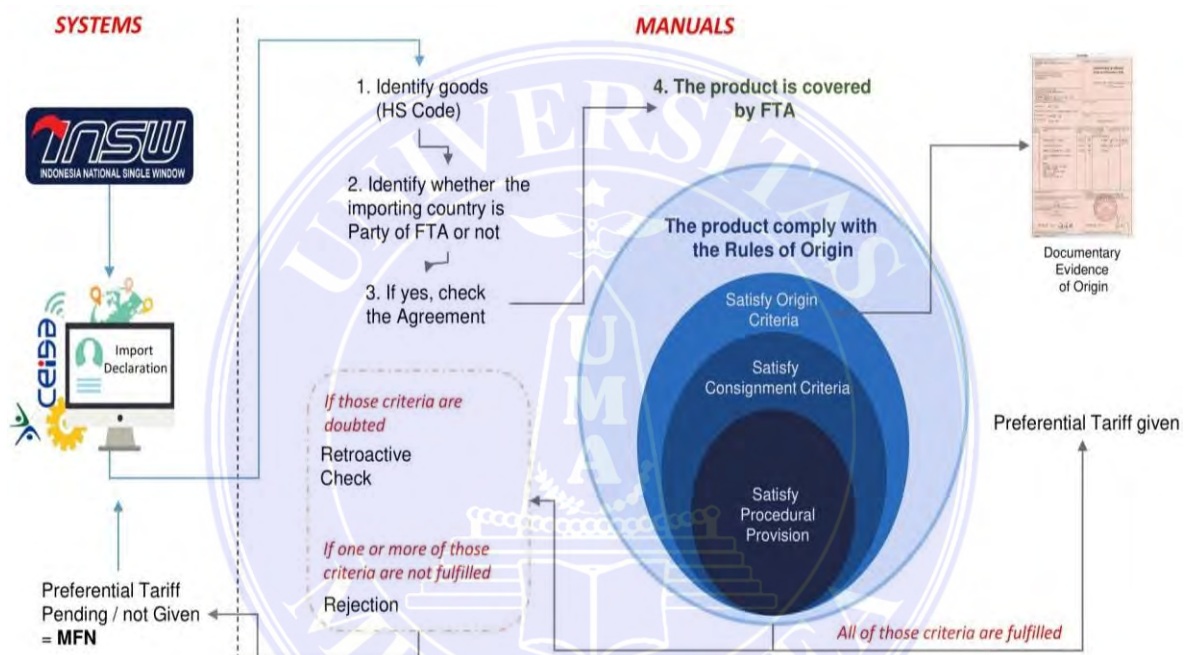 SYSTEMS
MANUALS
INSW
INDONESIA NATIONAL SINGLE WINDOW
1. Identify goods
(HS Code)
2. Identify whether the
importing country is
Party of FTA or not
3. If yes, check
the Agreement
4. The product is covered
by FTA
The product comply with
the Rules of Origin
Satisfy Origin
Criteria
Satisfy
Consignment Criteria
Satisfy
Procedural
Provision
Documentary
Evidence
of Origin
ceisa
Import
Declaration
If those criteria are
doubted
Retroactive
Check
If one or more of those
criteria are not fulfilled
Rejection
Preferential Tariff given
All of those criteria are fulfilled
Preferential Tariff
Pending / not Given
= MFN
UNIVERSITAS
UMA